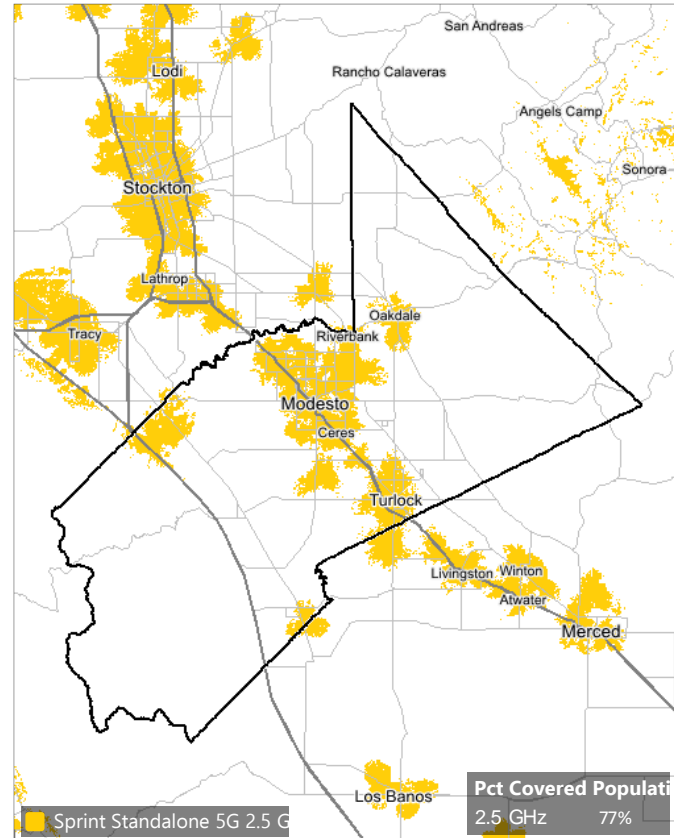 San Andreas
Lodi
Rancho Calaveras
Angels Camp
Sonora
Stockton
Lathrop
Oakdale
Tracy
Riverbank
Modesto
Ceres
Turlock
Livingston
Winton
Atwater
Merced
Los Banos
Pct Covered Populati
2.5 GHz 77%
Sprint Standalone 5G 2.5 G